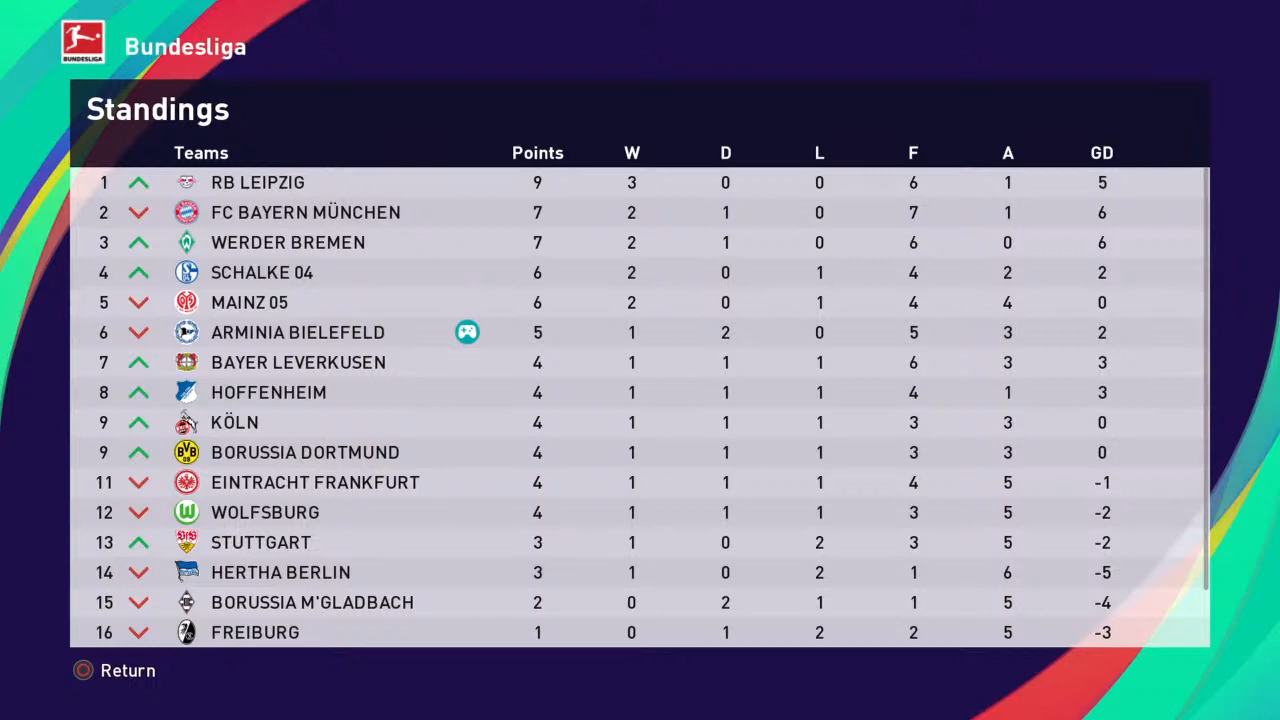 BUNDESLIGA
Bundesliga
Standings
Teams Points W D L F A GD
1 RB LEIPZIG 9 3 0 0 6 1 5
2 FC BAYERN MÜNCHEN 7 2 1 0 7 1 6
3 WERDER BREMEN 7 2 1 0 6 0 6
4 SCHALKE 04 6 2 0 1 4 2 2
5 MAINZ 05 6 2 0 1 4 4 0
6 ARMINIA BIELEFELD 5 1 2 0 5 3 2
7 BAYER LEVERKUSEN 4 1 1 1 6 3 3
8 HOFFENHEIM 4 1 1 1 4 1 3
9 KÖLN 4 1 1 1 3 3 0
9 BVB 09 BORUSSIA DORTMUND 4 1 1 1 3 3 0
11 EINTRACHT FRANKFURT 4 1 1 1 4 5 -1
12 WOLFSBURG 4 1 1 1 3 5 -2
13 STUTTGART 3 1 0 2 3 5 -2
14 HERTHA BERLIN 3 1 0 2 1 6 -5
15 BORUSSIA M'GLADBACH 2 0 2 1 1 5 -4
16 FREIBURG 1 0 1 2 2 5 -3
Return